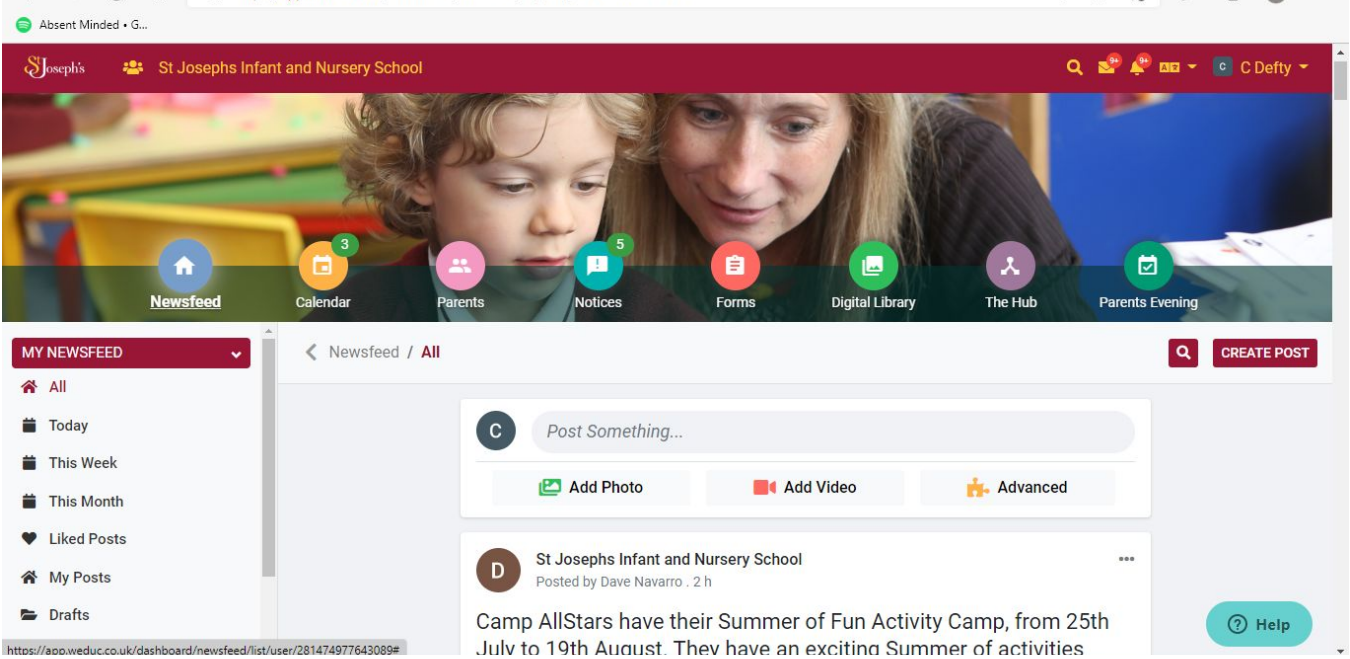 Absent Minded • G...
St Joseph's
St Josephs Infant and Nursery School
9+
9+
C
C Defty
3
5
Newsfeed
Calendar
Parents
Notices
Forms
Digital Library
The Hub
Parents Evening
MY NEWSFEED
Newsfeed / All
CREATE POST
All
Today
This Week
This Month
Liked Posts
My Posts
Drafts
C
Post Something...
Add Photo
Add Video
Advanced
D
St Josephs Infant and Nursery School
Posted by Dave Navarro . 2 h
Camp AllStars have their Summer of Fun Activity Camp, from 25th
July to 19th August. They have an exciting Summer of activities
Help
https://app.weduc.co.uk/dashboard/newsfeed/list/user/281474977643089#